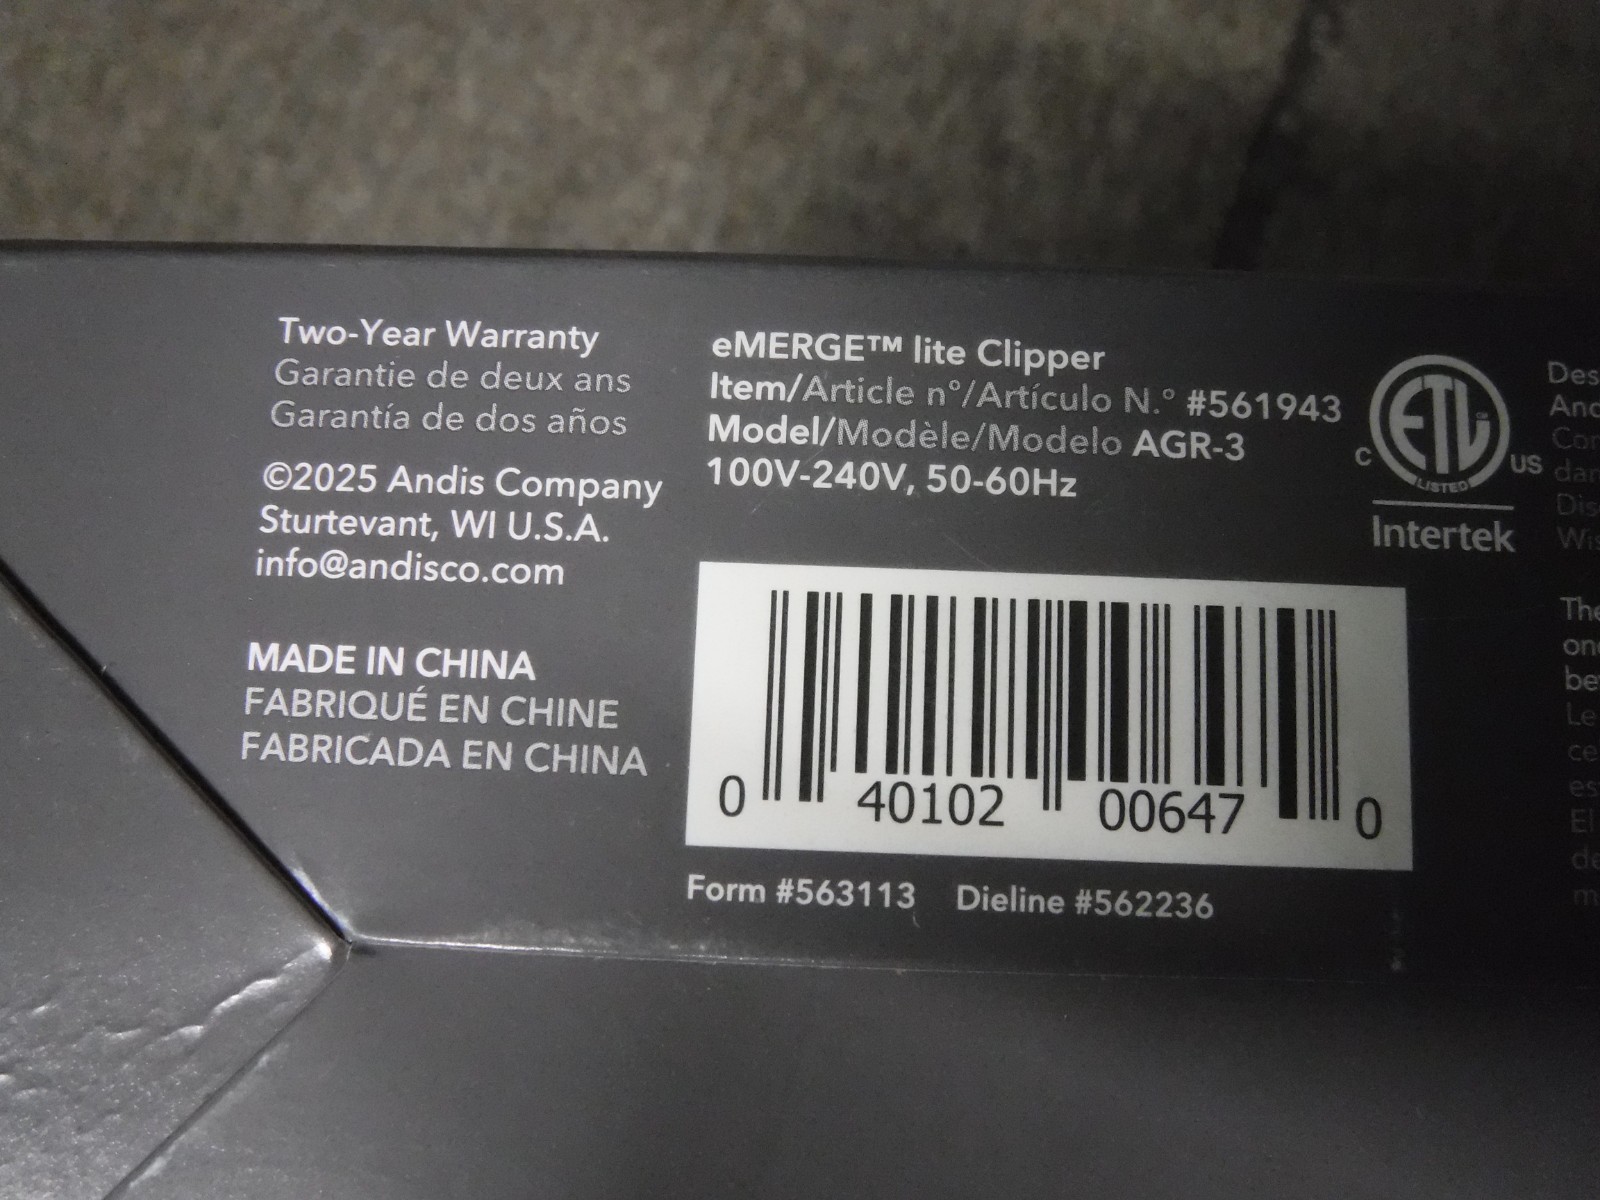 Two-Year Warranty
Garantie de deux ans
Garantía de dos años
©2025 Andis Company
Sturtevant, WI U.S.A.
info@andisco.com
MADE IN CHINA
FABRIQUÉ EN CHINE
FABRICADA EN CHINA
eMERGE™ lite Clipper
Item/Article n°/Artículo N.° #561943
Model/Modèle/Modelo AGR-3
100V-240V, 50-60Hz
0 40102 00647 0
Form #563113 Dieline #562236
C ETL US
LISTED
Intertek